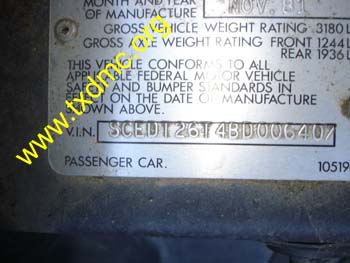 MONTH AND YEAR
OF MANUFACTURE NOV. 81
GROSS VEHICLE WEIGHT RATING 3180 L
GROSS AXLE WEIGHT RATING FRONT 1244 L
REAR 1936 L
THIS VEHICLE CONFORMS TO ALL
APPLICABLE FEDERAL MOTOR VEHICLE
SAFETY AND BUMPER STANDARDS IN
EFFECT ON THE DATE OF MANUFACTURE
SHOWN ABOVE.
V.I.N. SCEDT26T4BD006407
PASSENGER CAR. 10519
www.txdmc.org